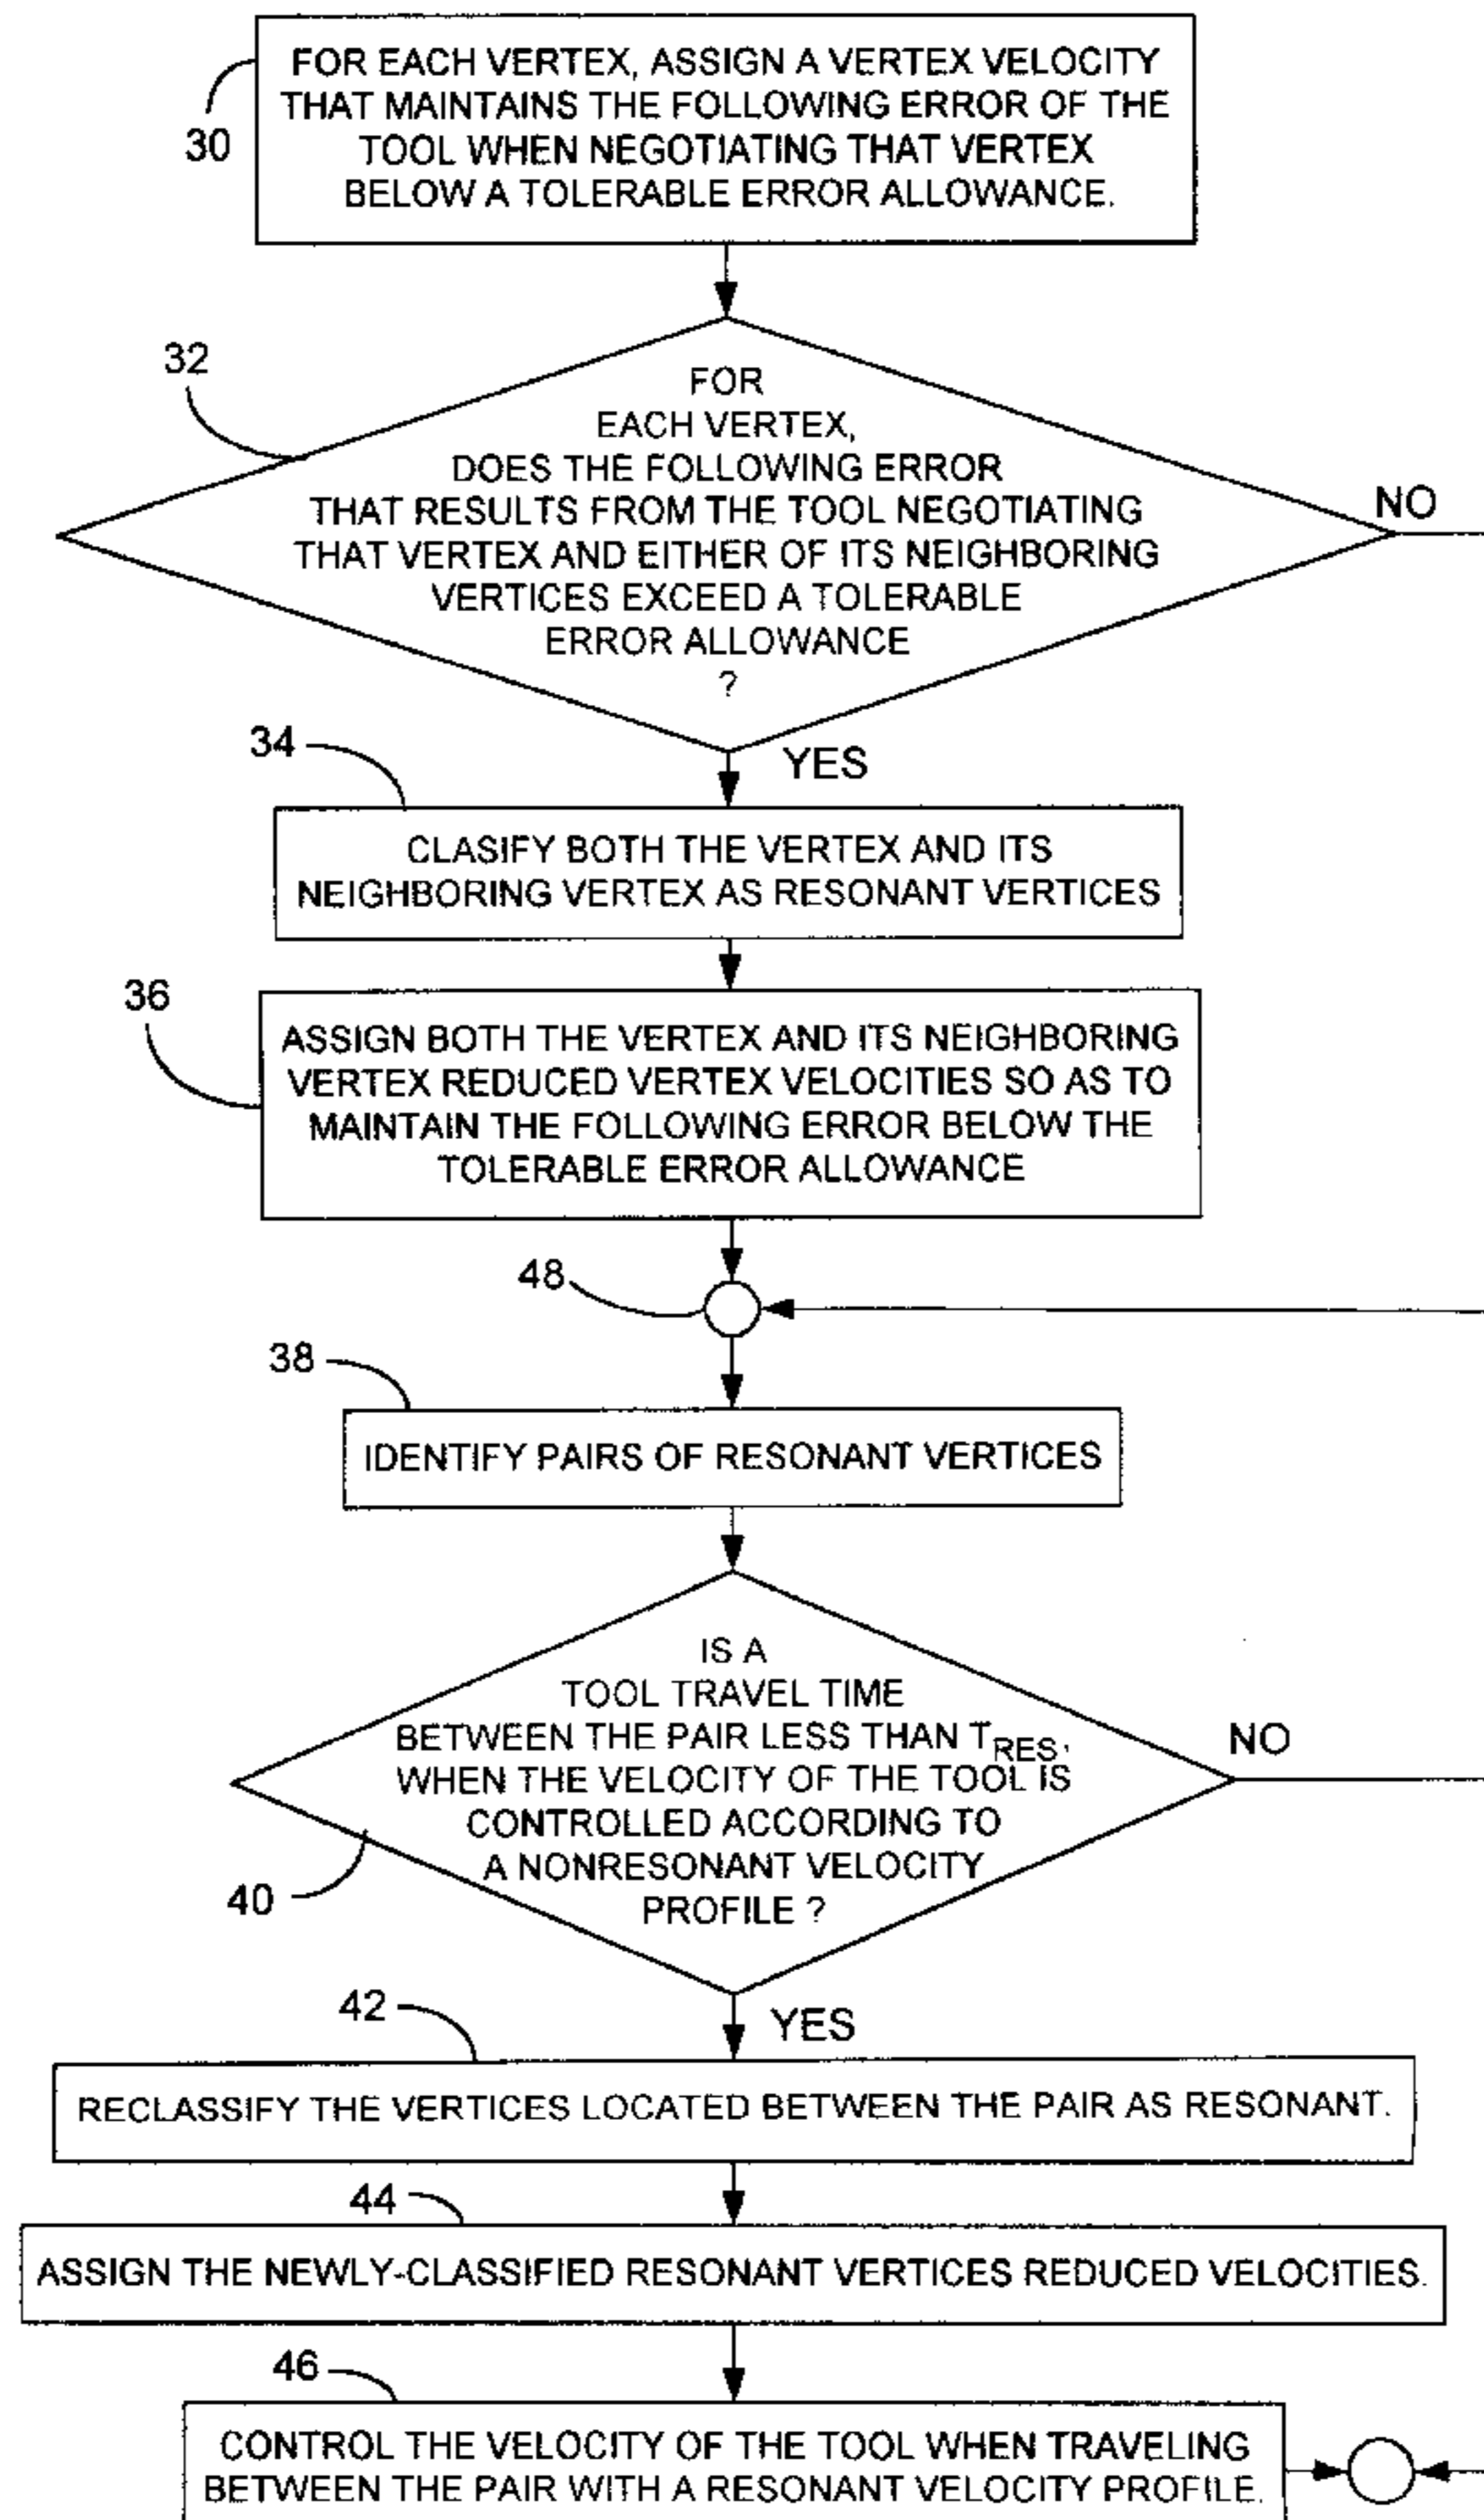 FOR EACH VERTEX, ASSIGN A VERTEX VELOCITY
THAT MAINTAINS THE FOLLOWING ERROR OF THE
TOOL WHEN NEGOTIATING THAT VERTEX
BELOW A TOLERABLE ERROR ALLOWANCE.
30
32
FOR
EACH VERTEX,
DOES THE FOLLOWING ERROR
THAT RESULTS FROM THE TOOL NEGOTIATING
THAT VERTEX AND EITHER OF ITS NEIGHBORING
VERTICES EXCEED A TOLERABLE
ERROR ALLOWANCE
?
NO
34
YES
CLASIFY BOTH THE VERTEX AND ITS
NEIGHBORING VERTEX AS RESONANT VERTICES
36
ASSIGN BOTH THE VERTEX AND ITS NEIGHBORING
VERTEX REDUCED VERTEX VELOCITIES SO AS TO
MAINTAIN THE FOLLOWING ERROR BELOW THE
TOLERABLE ERROR ALLOWANCE
48
38
IDENTIFY PAIRS OF RESONANT VERTICES
IS A
TOOL TRAVEL TIME
BETWEEN THE PAIR LESS THAN TRES,
WHEN THE VELOCITY OF THE TOOL IS
CONTROLLED ACCORDING TO
A NONRESONANT VELOCITY
PROFILE ?
NO
40
42
YES
RECLASSIFY THE VERTICES LOCATED BETWEEN THE PAIR AS RESONANT.
44
ASSIGN THE NEWLY-CLASSIFIED RESONANT VERTICES REDUCED VELOCITIES.
46
CONTROL THE VELOCITY OF THE TOOL WHEN TRAVELING
BETWEEN THE PAIR WITH A RESONANT VELOCITY PROFILE.